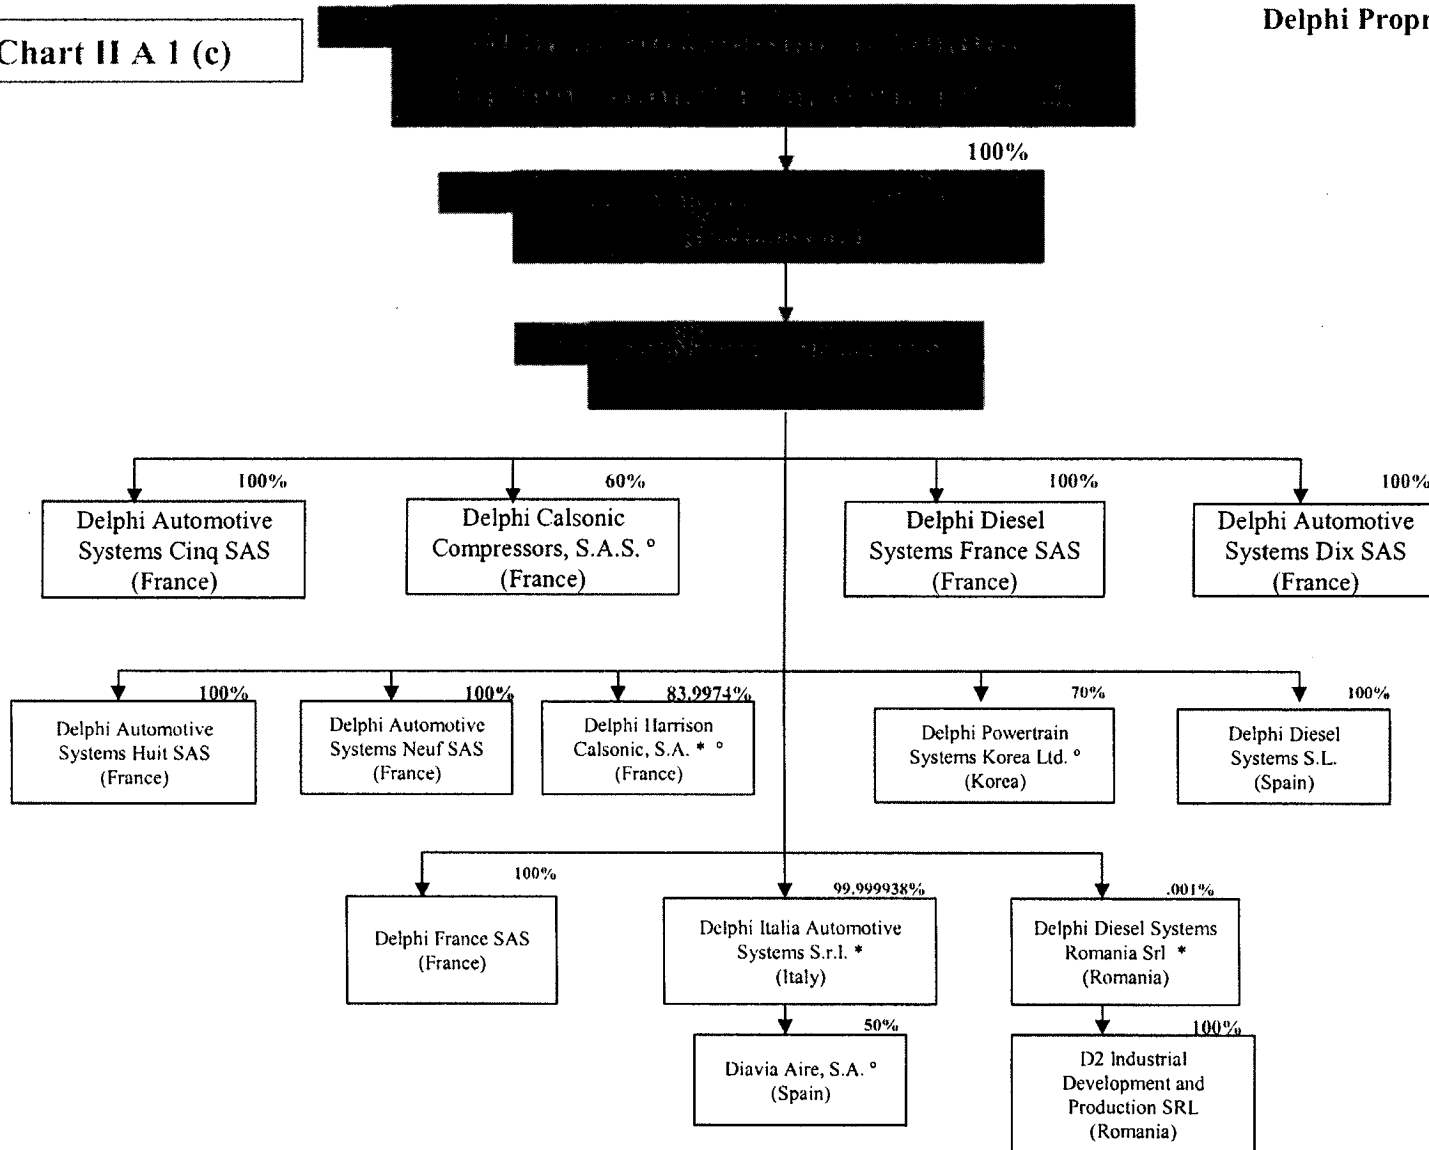 Delphi Propr
Chart II A 1 (c)
100%
100%
60%
100%
100%
Delphi Automotive
Systems Cinq SAS
(France)
Delphi Calsonic
Compressors, S.A.S. °
(France)
Delphi Diesel
Systems France SAS
(France)
Delphi Automotive
Systems Dix SAS
(France)
100%
100%
83.9974%
70%
100%
Delphi Automotive
Systems Huit SAS
(France)
Delphi Automotive
Systems Neuf SAS
(France)
Delphi Harrison
Calsonic, S.A. * °
(France)
Delphi Powertrain
Systems Korea Ltd. °
(Korea)
Delphi Diesel
Systems S.L.
(Spain)
100%
99.999938%
.001%
Delphi France SAS
(France)
Delphi Italia Automotive
Systems S.r.l. *
(Italy)
Delphi Diesel Systems
Romania Srl *
(Romania)
50%
100%
Diavia Aire, S.A. °
(Spain)
D2 Industrial
Development and
Production SRL
(Romania)